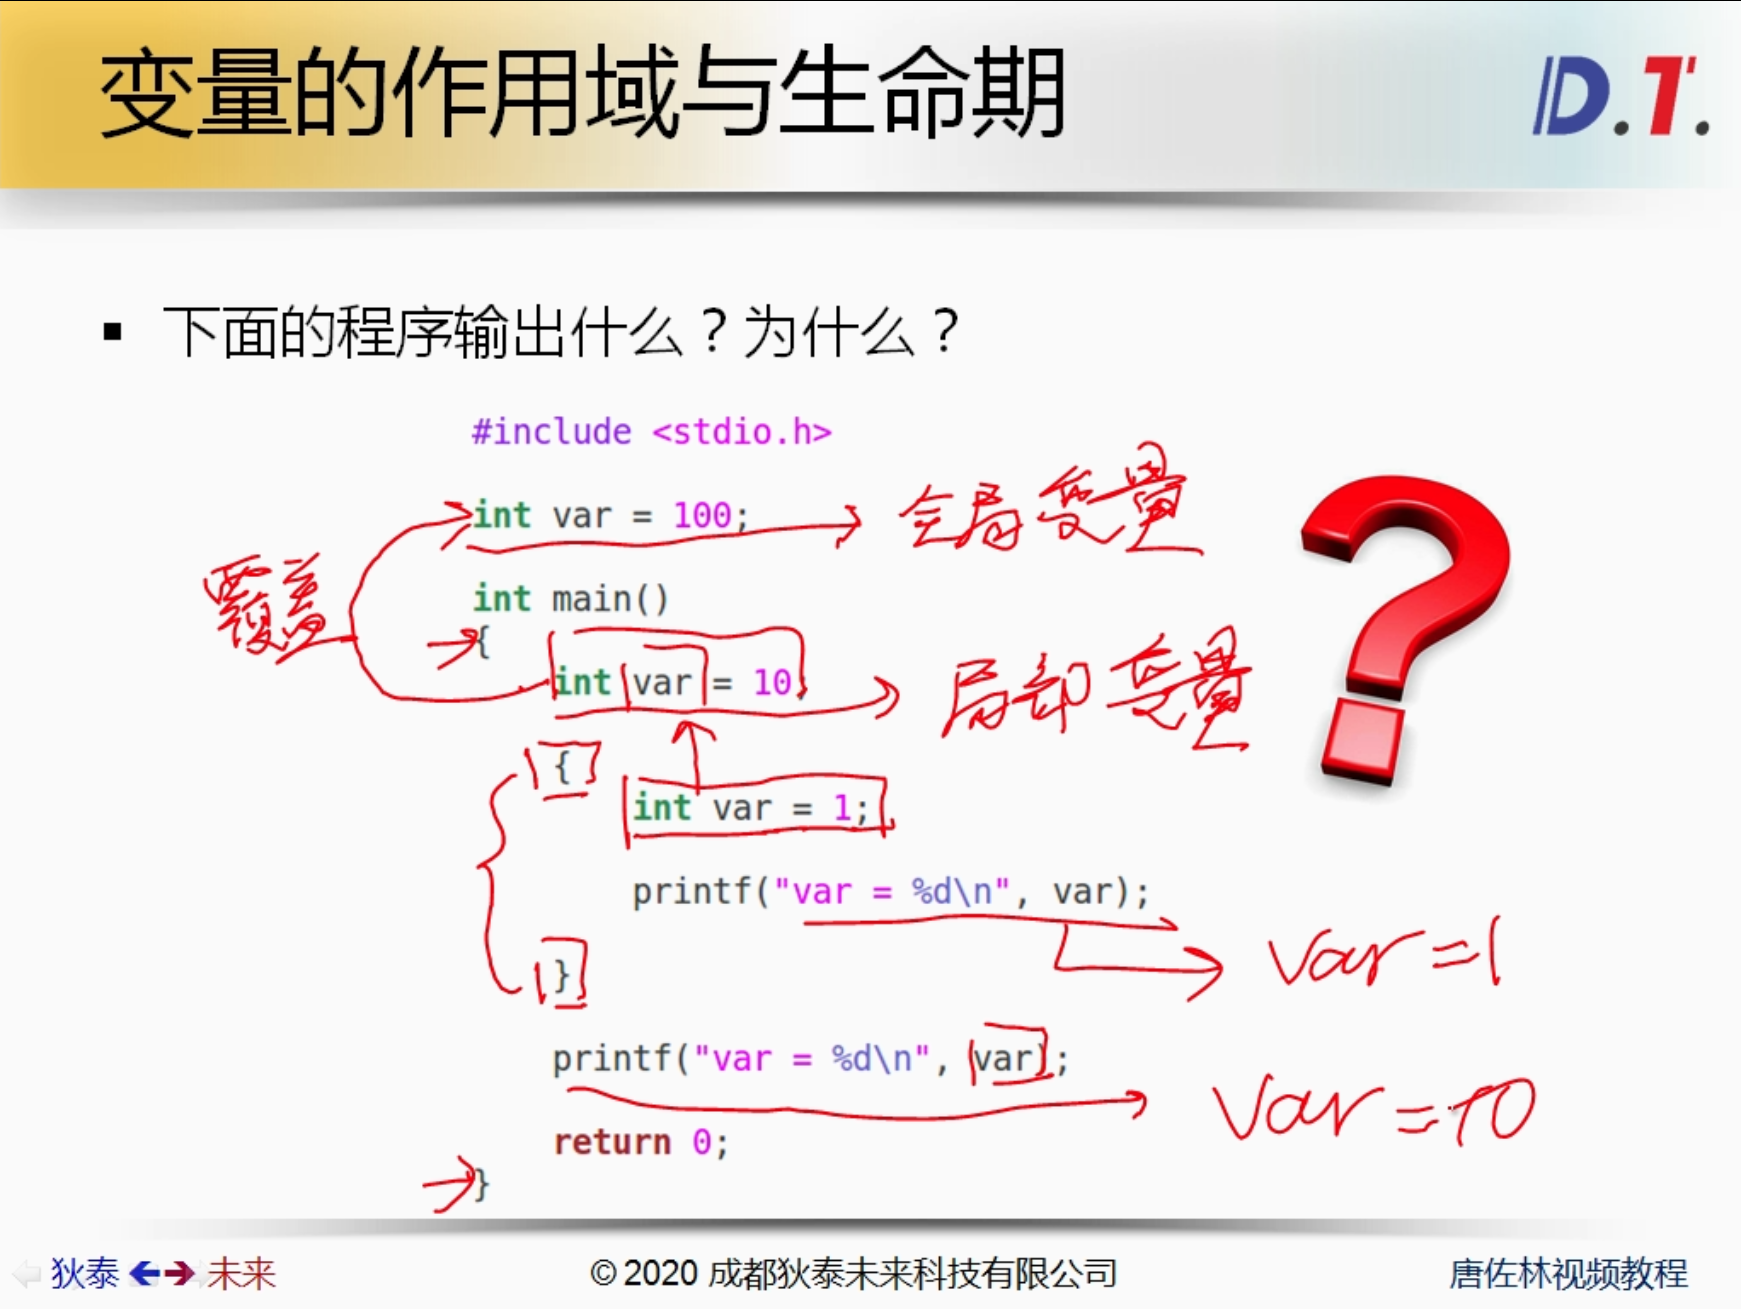 变量的作用域与生命期
D.T.
▪ 下面的程序输出什么？为什么？
#include <stdio.h>
int var = 100; 全局变量
覆盖
int main()
{
int var = 10; 局部变量
{
int var = 1;
printf("var = %d\n", var);
var=1
}
printf("var = %d\n", var);
var=10
return 0;
}
狄泰 未来
© 2020 成都狄泰未来科技有限公司
唐佐林视频教程